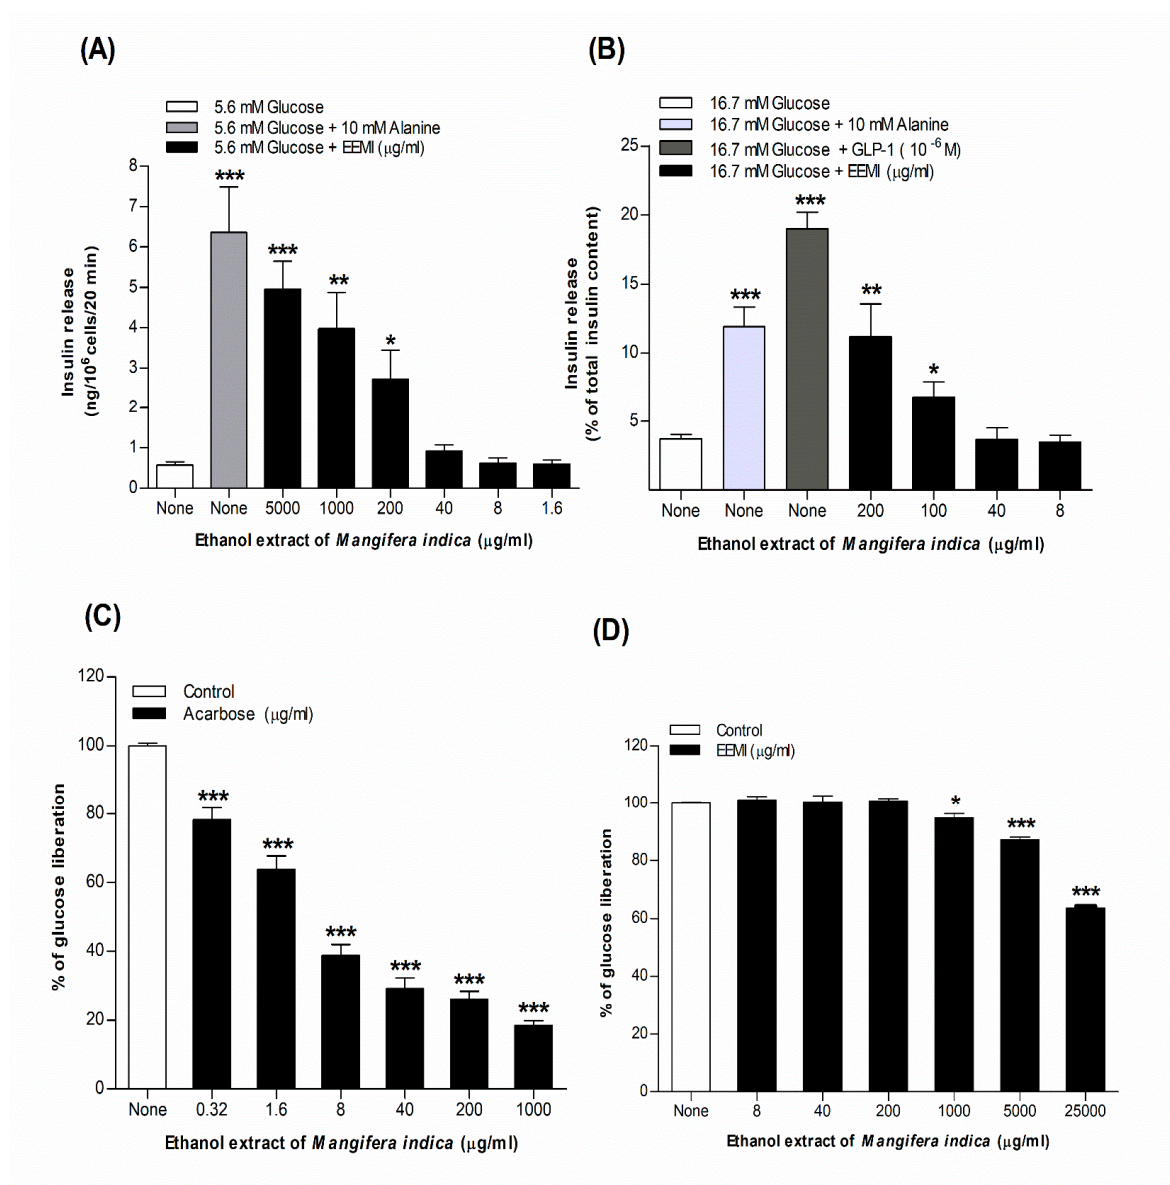 (A)
5.6 mM Glucose
5.6 mM Glucose + 10 mM Alanine
5.6 mM Glucose + EEMI (µg/ml)
Insulin release
(ng/10⁶ cells/20 min)
8
7
6
5
4
3
2
1
0
***
***
**
*
None None 5000 1000 200 40 8 1.6
Ethanol extract of Mangifera indica (µg/ml)
(B)
16.7 mM Glucose
16.7 mM Glucose + 10 mM Alanine
16.7 mM Glucose + GLP-1 ( 10⁻⁶ M)
16.7 mM Glucose + EEMI (µg/ml)
Insulin release
(% of total insulin content)
25
20
15
10
5
***
***
**
*
None None None 200 100 40 8
Ethanol extract of Mangifera indica (µg/ml)
(C)
Control
Acarbose (µg/ml)
% of glucose liberation
120
100
80
60
40
20
0
***
***
***
***
***
***
None 0.32 1.6 8 40 200 1000
Ethanol extract of Mangifera indica (µg/ml)
(D)
Control
EEMI (µg/ml)
% of glucose liberation
120
100
80
60
40
20
0
*
***
***
None 8 40 200 1000 5000 25000
Ethanol extract of Mangifera indica (µg/ml)